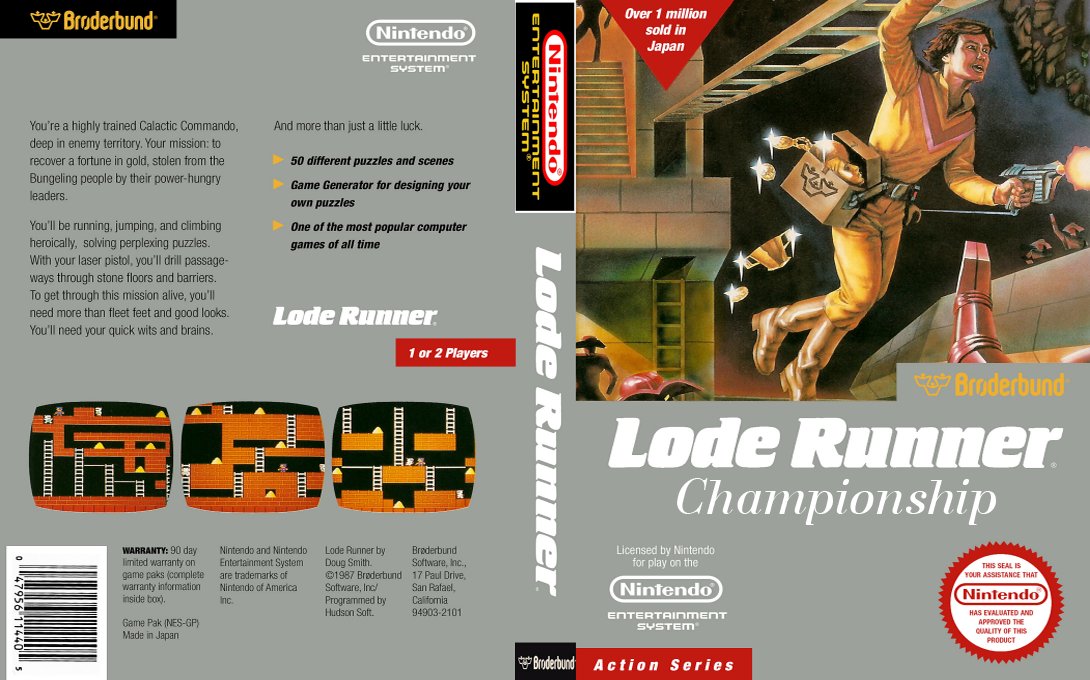 Brøderbund
Nintendo
ENTERTAINMENT
SYSTEM
You're a highly trained Calactic Commando,
deep in enemy territory. Your mission: to
recover a fortune in gold, stolen from the
Bungeling people by their power-hungry
leaders.
You'll be running, jumping, and climbing
heroically, solving perplexing puzzles.
With your laser pistol, you'll drill passage-
ways through stone floors and barriers.
To get through this mission alive, you'll
need more than fleet feet and good looks.
You'll need your quick wits and brains.
And more than just a little luck.
50 different puzzles and scenes
Game Generator for designing your
own puzzles
One of the most popular computer
games of all time
Lode Runner®
1 or 2 Players
0 47956 11440 5
WARRANTY: 90 day
limited warranty on
game paks (complete
warranty information
inside box).
Game Pak (NES-GP)
Made in Japan
Nintendo and Nintendo
Entertainment System
are trademarks of
Nintendo of America
Inc.
Lode Runner by
Doug Smith.
©1987 Brøderbund
Software, Inc/
Programmed by
Hudson Soft.
Brøderbund
Software, Inc.,
17 Paul Drive,
San Rafael,
California
94903-2101
Nintendo®
ENTERTAINMENT
SYSTEM®
Lode Runner®
Brøderbund
Over 1 million
sold in
Japan
Brøderbund
Lode Runner®
Championship
Licensed by Nintendo
for play on the
Nintendo®
ENTERTAINMENT
SYSTEM®
THIS SEAL IS
YOUR ASSISTANCE THAT
Nintendo®
HAS EVALUATED AND
APPROVED THE
QUALITY OF THIS
PRODUCT
Action Series